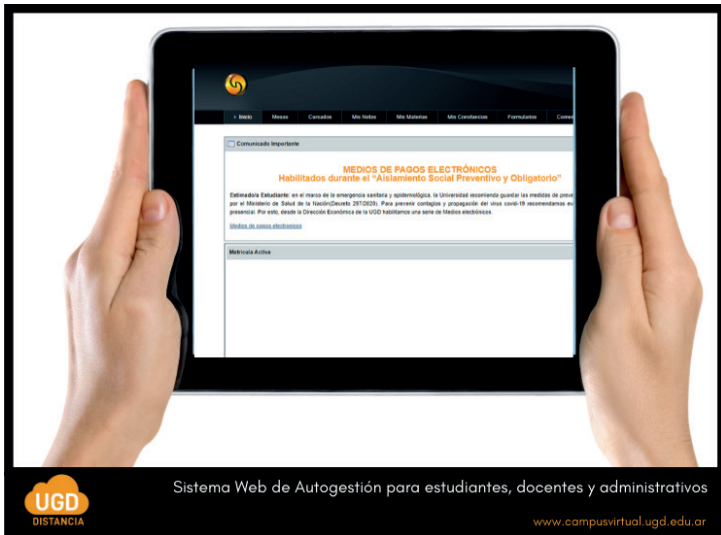 Inicio Mesas Cursados Mis Notas Mis Materias Mis Constancias Formularios
Comunicado Importante
MEDIOS DE PAGOS ELECTRÓNICOS
Habilitados durante el "Aislamiento Social Preventivo y Obligatorio"
Estimado/a Estudiante: en el marco de la emergencia sanitaria y epidemiológica, la Universidad recomienda guardar las medidas de preve
por el Ministerio de Salud de la Nación(Decreto 297/2020). Para prevenir contagios y propagación del virus covid-19 recomendamos ev
presencial. Por esto, desde la Dirección Económica de la UGD habilitamos una serie de Medios electrónicos.
Medios de pagos electronicos
Matrícula Activa
UGD
DISTANCIA
Sistema Web de Autogestión para estudiantes, docentes y administrativos
www.campusvirtual.ugd.edu.ar